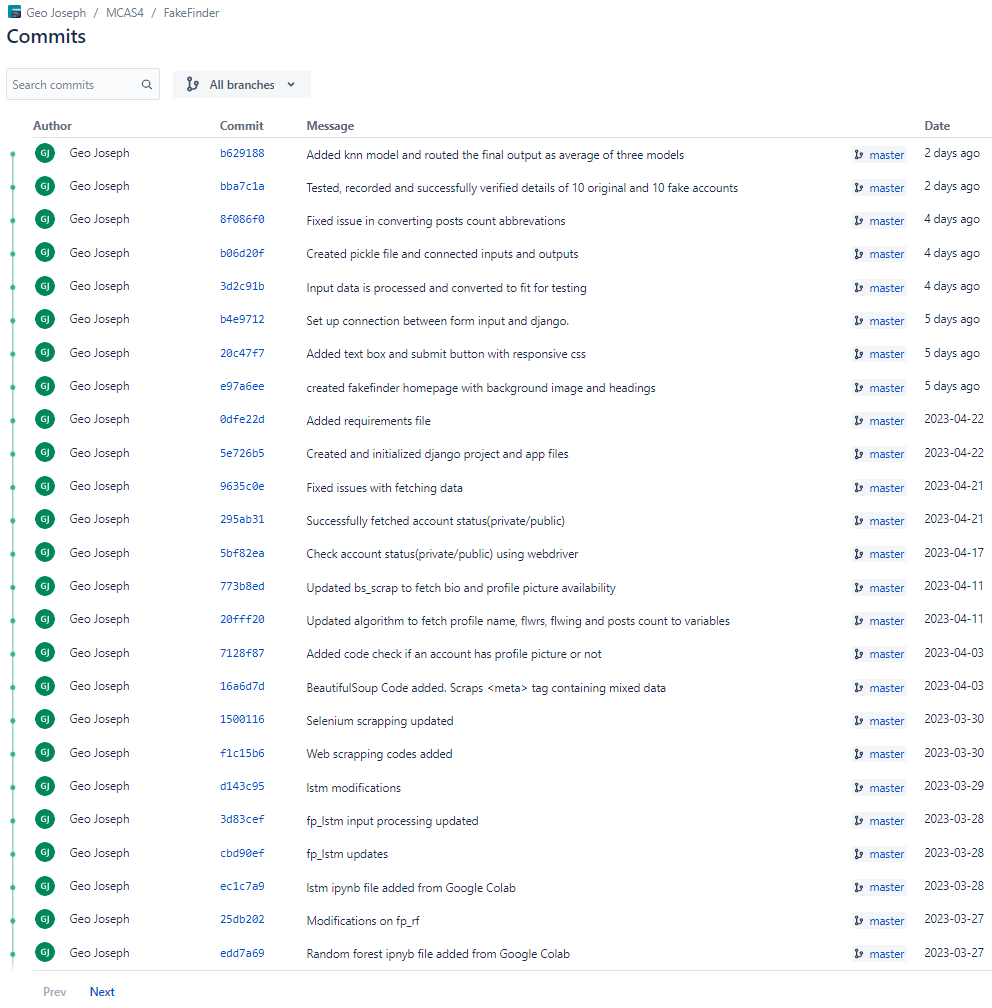 Geo Joseph / MCAS4 / FakeFinder
Commits
Search commits All branches
Author Commit Message Date
GJ Geo Joseph b629188 Added knn model and routed the final output as average of three models master 2 days ago
GJ Geo Joseph bba7c1a Tested, recorded and successfully verified details of 10 original and 10 fake accounts master 2 days ago
GJ Geo Joseph 8f086f0 Fixed issue in converting posts count abbrevations master 4 days ago
GJ Geo Joseph b06d20f Created pickle file and connected inputs and outputs master 4 days ago
GJ Geo Joseph 3d2c91b Input data is processed and converted to fit for testing master 4 days ago
GJ Geo Joseph b4e9712 Set up connection between form input and django. master 5 days ago
GJ Geo Joseph 20c47f7 Added text box and submit button with responsive css master 5 days ago
GJ Geo Joseph e97a6ee created fakefinder homepage with background image and headings master 5 days ago
GJ Geo Joseph 0dfe22d Added requirements file master 2023-04-22
GJ Geo Joseph 5e726b5 Created and initialized django project and app files master 2023-04-22
GJ Geo Joseph 9635c0e Fixed issues with fetching data master 2023-04-21
GJ Geo Joseph 295ab31 Successfully fetched account status(private/public) master 2023-04-21
GJ Geo Joseph 5bf82ea Check account status(private/public) using webdriver master 2023-04-17
GJ Geo Joseph 773b8ed Updated bs_scrap to fetch bio and profile picture availability master 2023-04-11
GJ Geo Joseph 20fff20 Updated algorithm to fetch profile name, flwrs, flwing and posts count to variables master 2023-04-11
GJ Geo Joseph 7128f87 Added code check if an account has profile picture or not master 2023-04-03
GJ Geo Joseph 16a6d7d BeautifulSoup Code added. Scraps <meta> tag containing mixed data master 2023-04-03
GJ Geo Joseph 1500116 Selenium scrapping updated master 2023-03-30
GJ Geo Joseph f1c15b6 Web scrapping codes added master 2023-03-30
GJ Geo Joseph d143c95 lstm modifications master 2023-03-29
GJ Geo Joseph 3d83cef fp_lstm input processing updated master 2023-03-28
GJ Geo Joseph cbd90ef fp_lstm updates master 2023-03-28
GJ Geo Joseph ec1c7a9 lstm ipynb file added from Google Colab master 2023-03-28
GJ Geo Joseph 25db202 Modifications on fp_rf master 2023-03-27
GJ Geo Joseph edd7a69 Random forest ipnyb file added from Google Colab master 2023-03-27
Prev Next